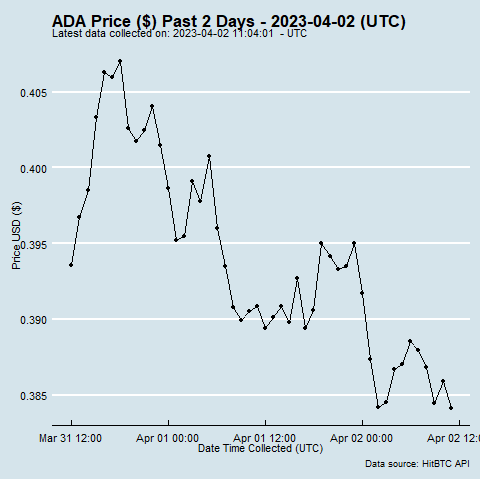 ADA Price ($) Past 2 Days - 2023-04-02 (UTC)
Latest data collected on: 2023-04-02 11:04:01 - UTC
0.405
0.400
0.395
0.390
0.385
Price USD ($)
Mar 31 12:00 Apr 01 00:00 Apr 01 12:00 Apr 02 00:00 Apr 02 12:
Date Time Collected (UTC)
Data source: HitBTC API